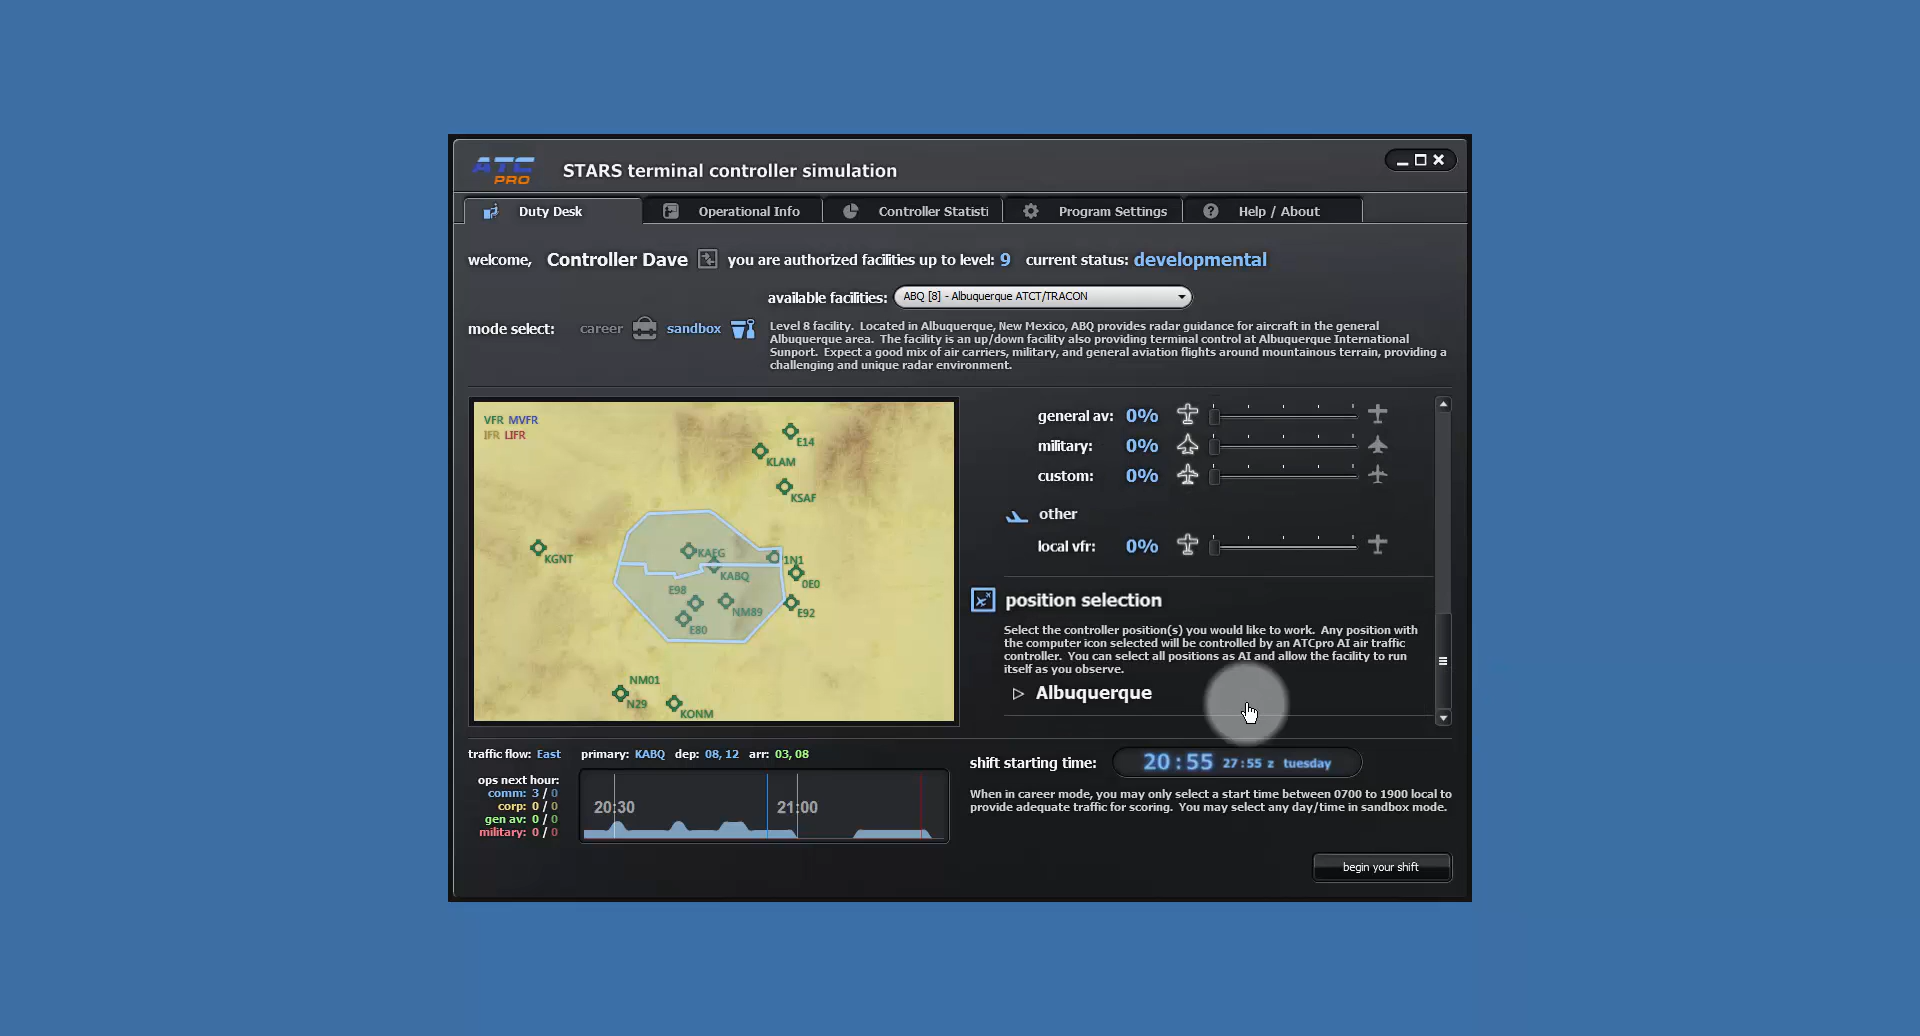 ATC PRO
STARS terminal controller simulation
Duty Desk
Operational Info
Controller Statisti
Program Settings
Help / About
welcome, Controller Dave you are authorized facilities up to level: 9 current status: developmental
available facilities: ABQ [8] - Albuquerque ATCT/TRACON
mode select: career sandbox
Level 8 facility. Located in Albuquerque, New Mexico, ABQ provides radar guidance for aircraft in the general
Albuquerque area. The facility is an up/down facility also providing terminal control at Albuquerque International
Sunport. Expect a good mix of air carriers, military, and general aviation flights around mountainous terrain, providing a
challenging and unique radar environment.
VFR MVFR
IFR LIFR
E14
KLAM
KSAF
KGNT
KAEG
1N1
KABQ
0E0
E98
NM89
E92
E80
NM01
N29
KONM
general av: 0%
military: 0%
custom: 0%
other
local vfr: 0%
position selection
Select the controller position(s) you would like to work. Any position with
the computer icon selected will be controlled by an ATCpro AI air traffic
controller. You can select all positions as AI and allow the facility to run
itself as you observe.
Albuquerque
traffic flow: East primary: KABQ dep: 08, 12 arr: 03, 08
ops next hour:
comm: 3 / 0
corp: 0 / 0
gen av: 0 / 0
military: 0 / 0
20:30 21:00
shift starting time: 20:55 27:55 z tuesday
When in career mode, you may only select a start time between 0700 to 1900 local to
provide adequate traffic for scoring. You may select any day/time in sandbox mode.
begin your shift